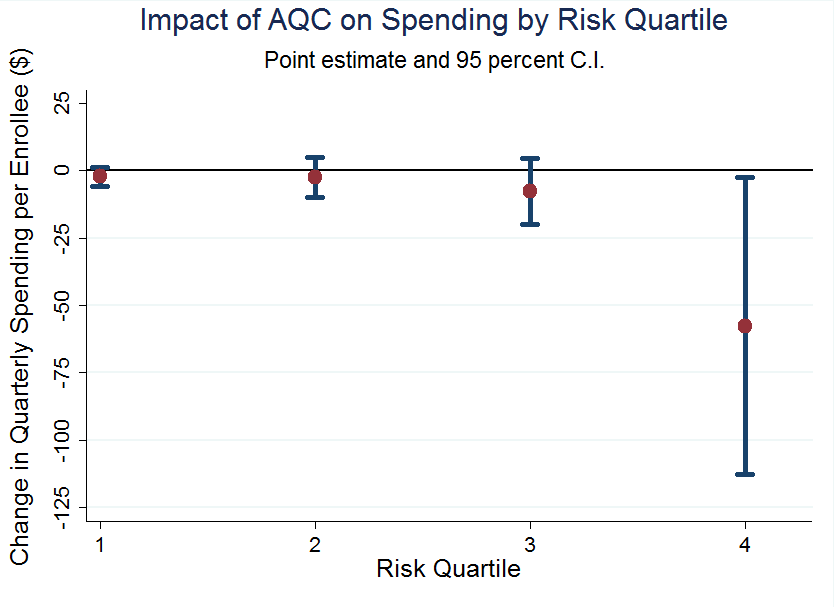 Impact of AQC on Spending by Risk Quartile
Point estimate and 95 percent C.I.
Change in Quarterly Spending per Enrollee ($)
25
0
-25
-50
-75
-100
-125
1
2
3
4
Risk Quartile